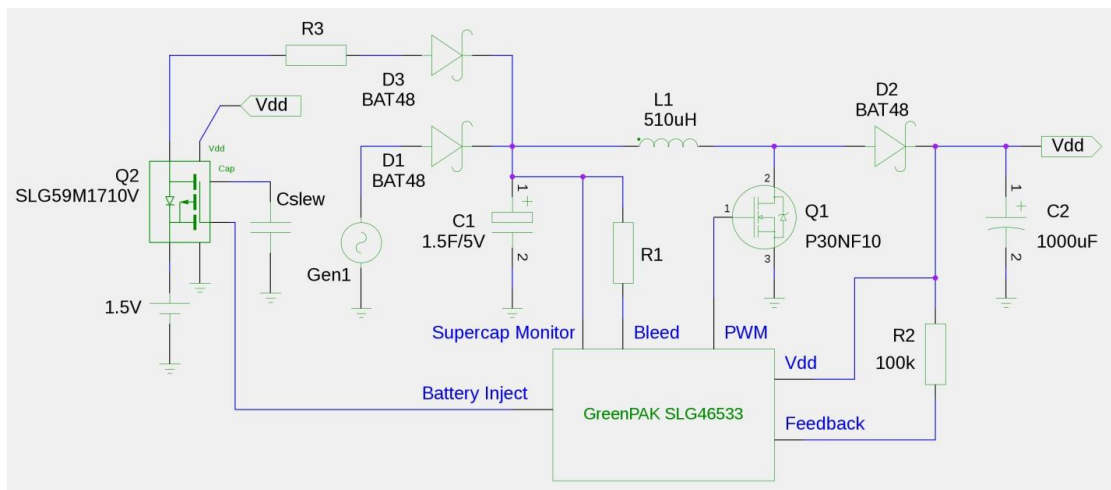 R3
D3
BAT48
Vdd
Vdd
Cap
Q2
SLG59M1710V
Cslew
1.5V
D1
BAT48
Gen1
1
+
C1
1.5F/5V
2
R1
L1
510uH
2
1
Q1
P30NF10
3
D2
BAT48
Vdd
1
+
C2
1000uF
2
R2
100k
Supercap Monitor
Bleed
PWM
Vdd
Battery Inject
GreenPAK SLG46533
Feedback